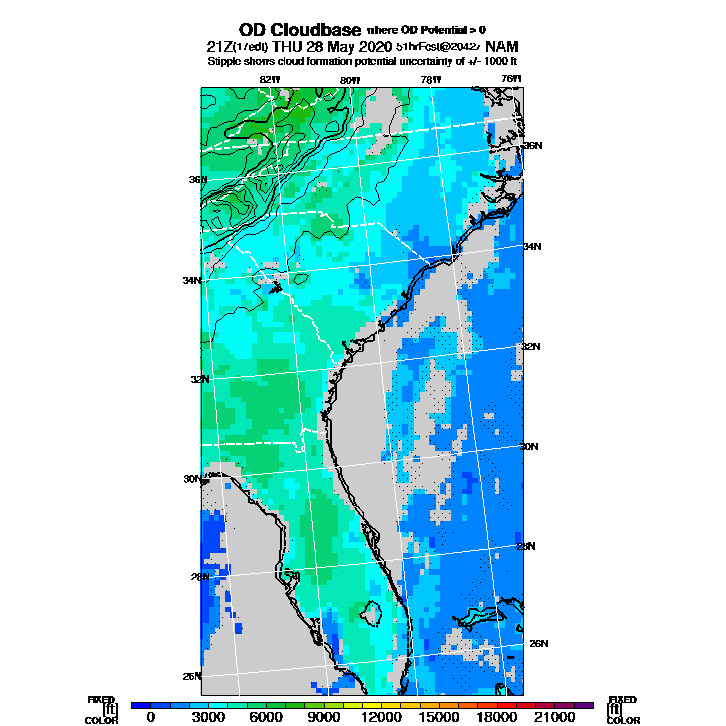 OD Cloudbase where OD Potential > 0
21Z(17edt) THU 28 May 2020 51hrFcst@2042z NAM
Stipple shows cloud formation potential uncertainty of +/- 1000 ft
82W 80W 78W 76W
36N
36N
34N
34N
32N
32N
30N
30N
28N
28N
26N
26N
FIXED FIXED
[ft] [ft]
COLOR COLOR
0 3000 6000 9000 12000 15000 18000 21000